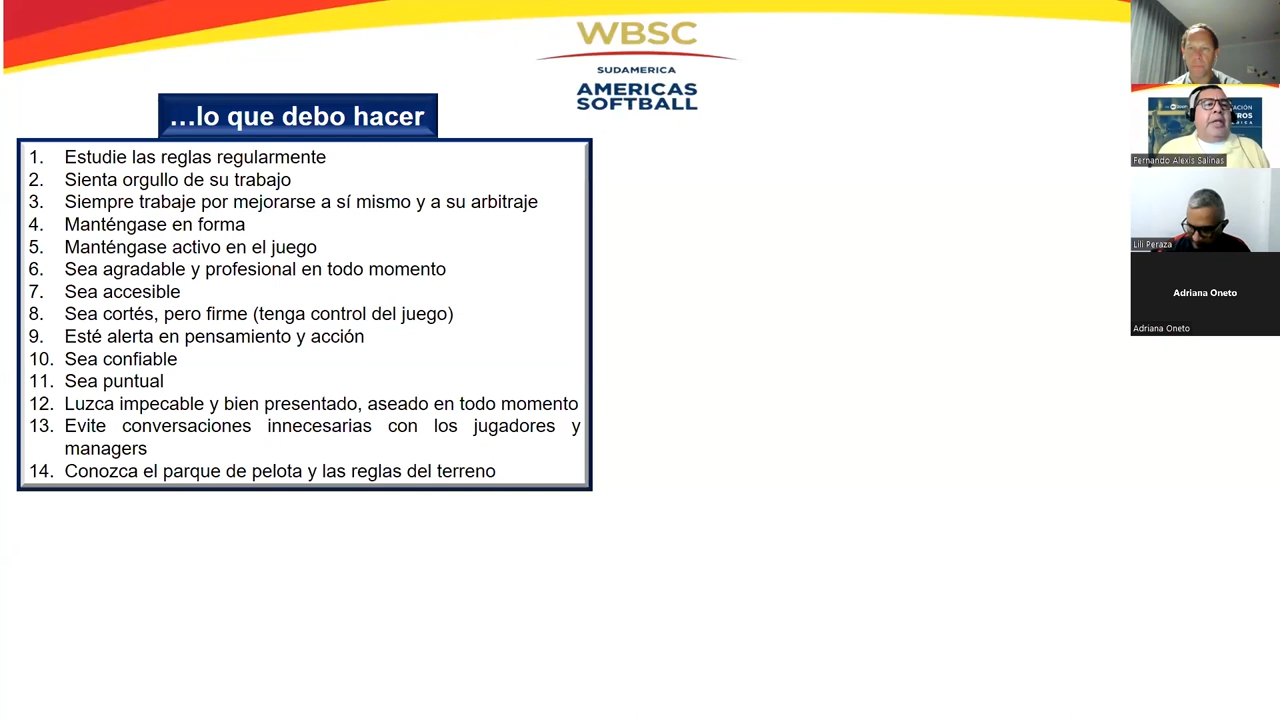 WBSC
SUDAMERICA
AMERICAS
SOFTBALL
...lo que debo hacer
1. Estudie las reglas regularmente
2. Sienta orgullo de su trabajo
3. Siempre trabaje por mejorarse a sí mismo y a su arbitraje
4. Manténgase en forma
5. Manténgase activo en el juego
6. Sea agradable y profesional en todo momento
7. Sea accesible
8. Sea cortés, pero firme (tenga control del juego)
9. Esté alerta en pensamiento y acción
10. Sea confiable
11. Sea puntual
12. Luzca impecable y bien presentado, aseado en todo momento
13. Evite conversaciones innecesarias con los jugadores y
managers
14. Conozca el parque de pelota y las reglas del terreno
Fernando Alexis Salinas
Lili Peraza
Adriana Oneto
Adriana Oneto